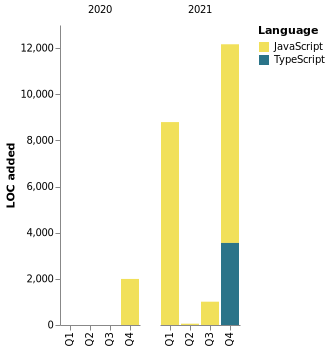 2020 2021
Language
JavaScript
TypeScript
LOC added
12,000
10,000
8,000
6,000
4,000
2,000
0
Q1 Q2 Q3 Q4 Q1 Q2 Q3 Q4